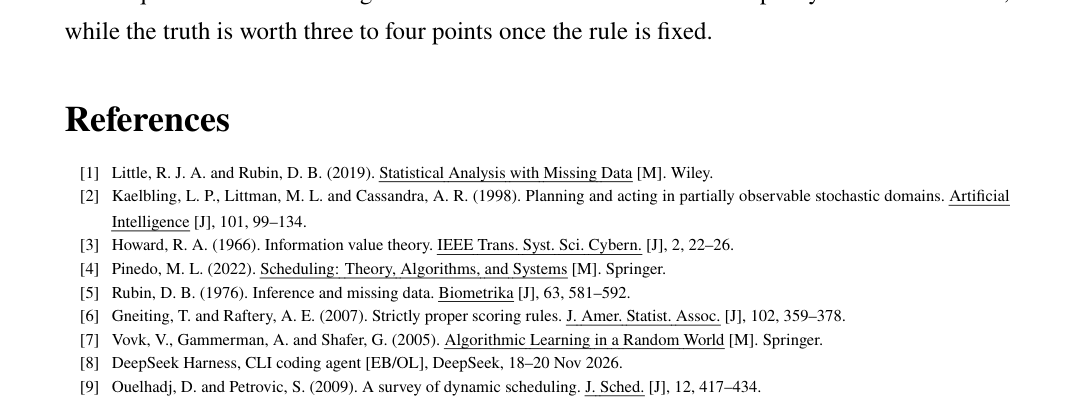 while the truth is worth three to four points once the rule is fixed.
References
[1] Little, R. J. A. and Rubin, D. B. (2019). Statistical Analysis with Missing Data [M]. Wiley.
[2] Kaelbling, L. P., Littman, M. L. and Cassandra, A. R. (1998). Planning and acting in partially observable stochastic domains. Artificial
Intelligence [J], 101, 99–134.
[3] Howard, R. A. (1966). Information value theory. IEEE Trans. Syst. Sci. Cybern. [J], 2, 22–26.
[4] Pinedo, M. L. (2022). Scheduling: Theory, Algorithms, and Systems [M]. Springer.
[5] Rubin, D. B. (1976). Inference and missing data. Biometrika [J], 63, 581–592.
[6] Gneiting, T. and Raftery, A. E. (2007). Strictly proper scoring rules. J. Amer. Statist. Assoc. [J], 102, 359–378.
[7] Vovk, V., Gammerman, A. and Shafer, G. (2005). Algorithmic Learning in a Random World [M]. Springer.
[8] DeepSeek Harness, CLI coding agent [EB/OL], DeepSeek, 18–20 Nov 2026.
[9] Ouelhadj, D. and Petrovic, S. (2009). A survey of dynamic scheduling. J. Sched. [J], 12, 417–434.